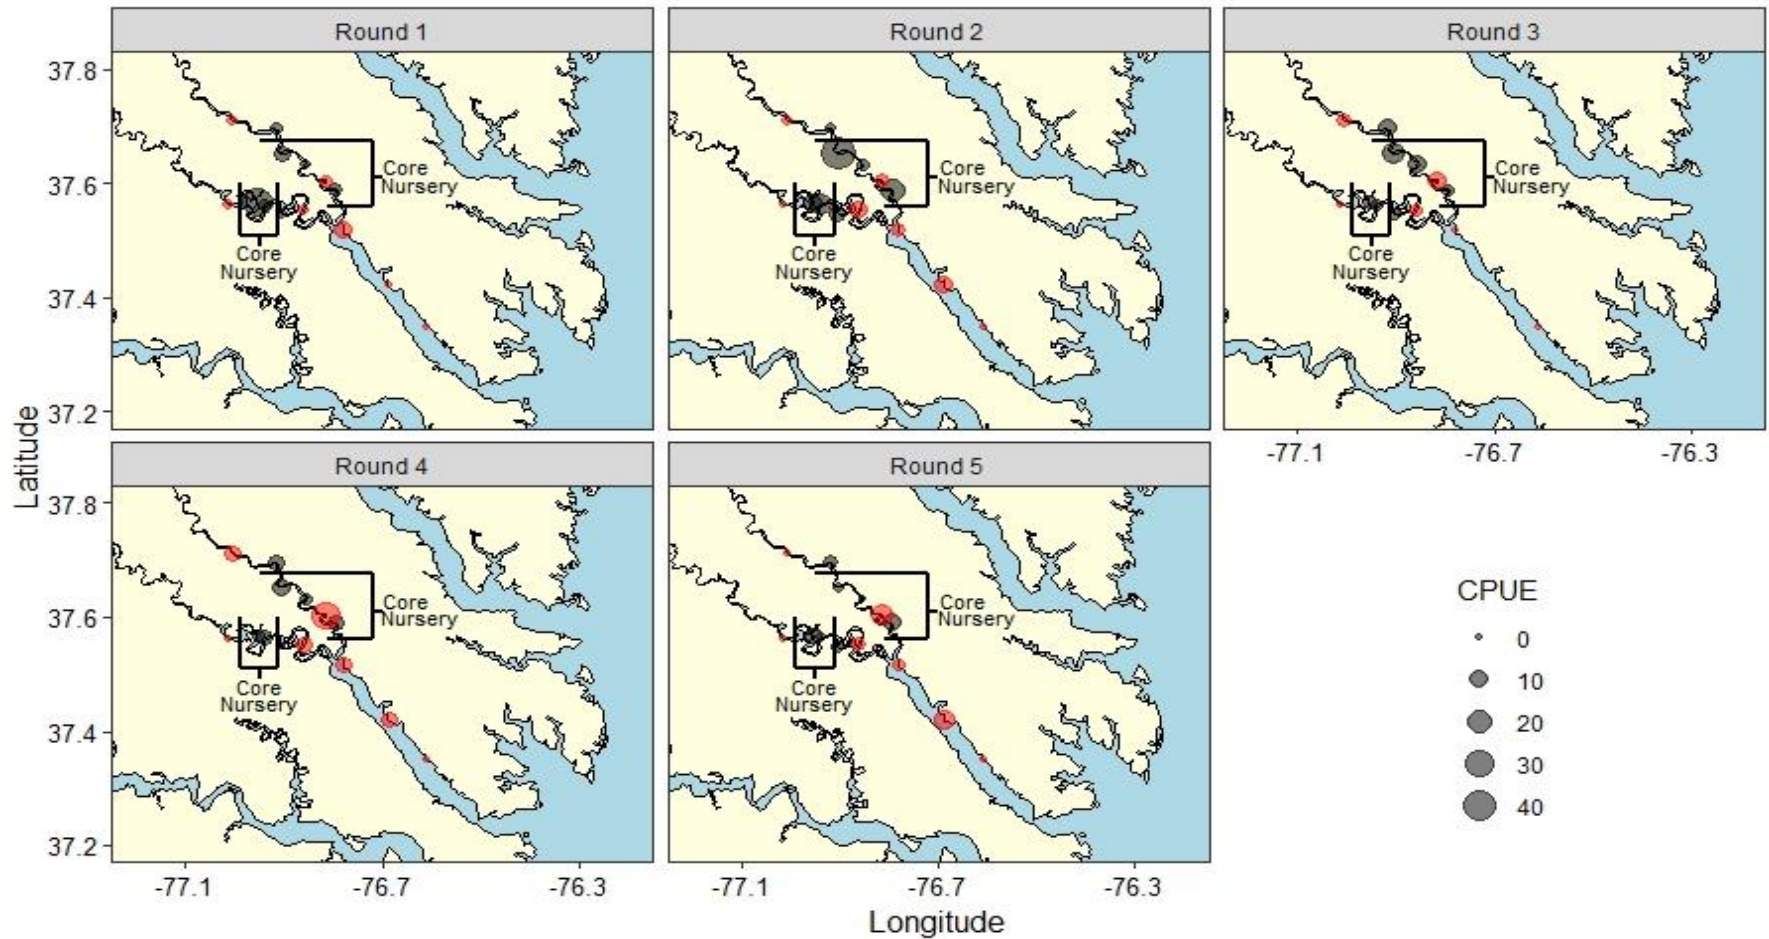 Round 1
Round 2
Round 3
37.8
37.6
37.4
37.2
Core
Nursery
Core
Nursery
Core
Nursery
Core
Nursery
Core
Nursery
Core
Nursery
-77.1
-76.7
-76.3
Latitude
Round 4
Round 5
37.8
37.6
37.4
37.2
Core
Nursery
Core
Nursery
Core
Nursery
Core
Nursery
-77.1
-76.7
-76.3
-77.1
-76.7
-76.3
Longitude
CPUE
0
10
20
30
40